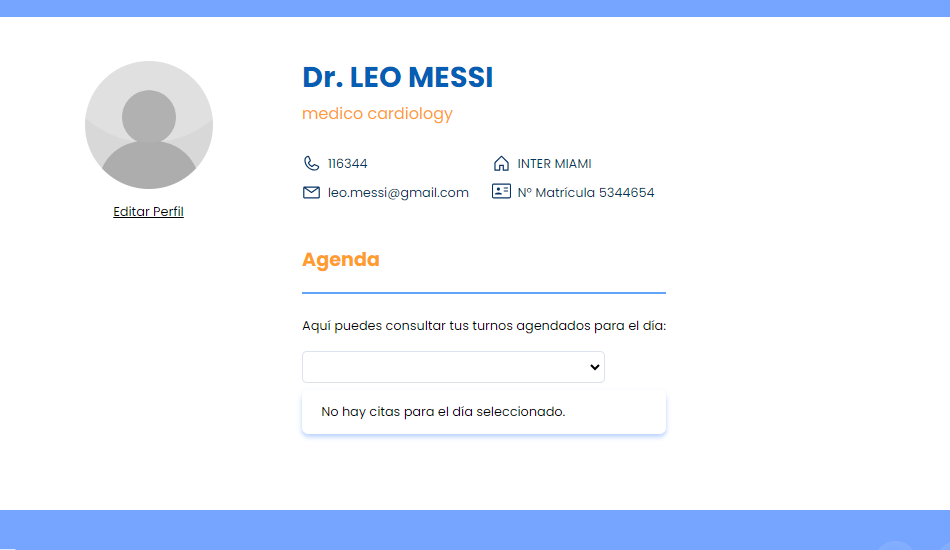 Dr. LEO MESSI
medico cardiology
116344
INTER MIAMI
leo.messi@gmail.com
Nº Matrícula 5344654
Editar Perfil
Agenda
Aquí puedes consultar tus turnos agendados para el día:
No hay citas para el día seleccionado.